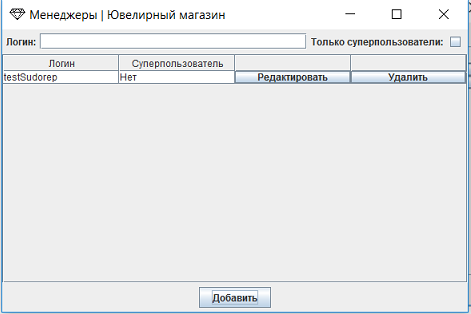 Менеджеры | Ювелирный магазин
Логин: Только суперпользователи:
Логин Суперпользователь
testSudorep Нет Редактировать Удалить
Добавить